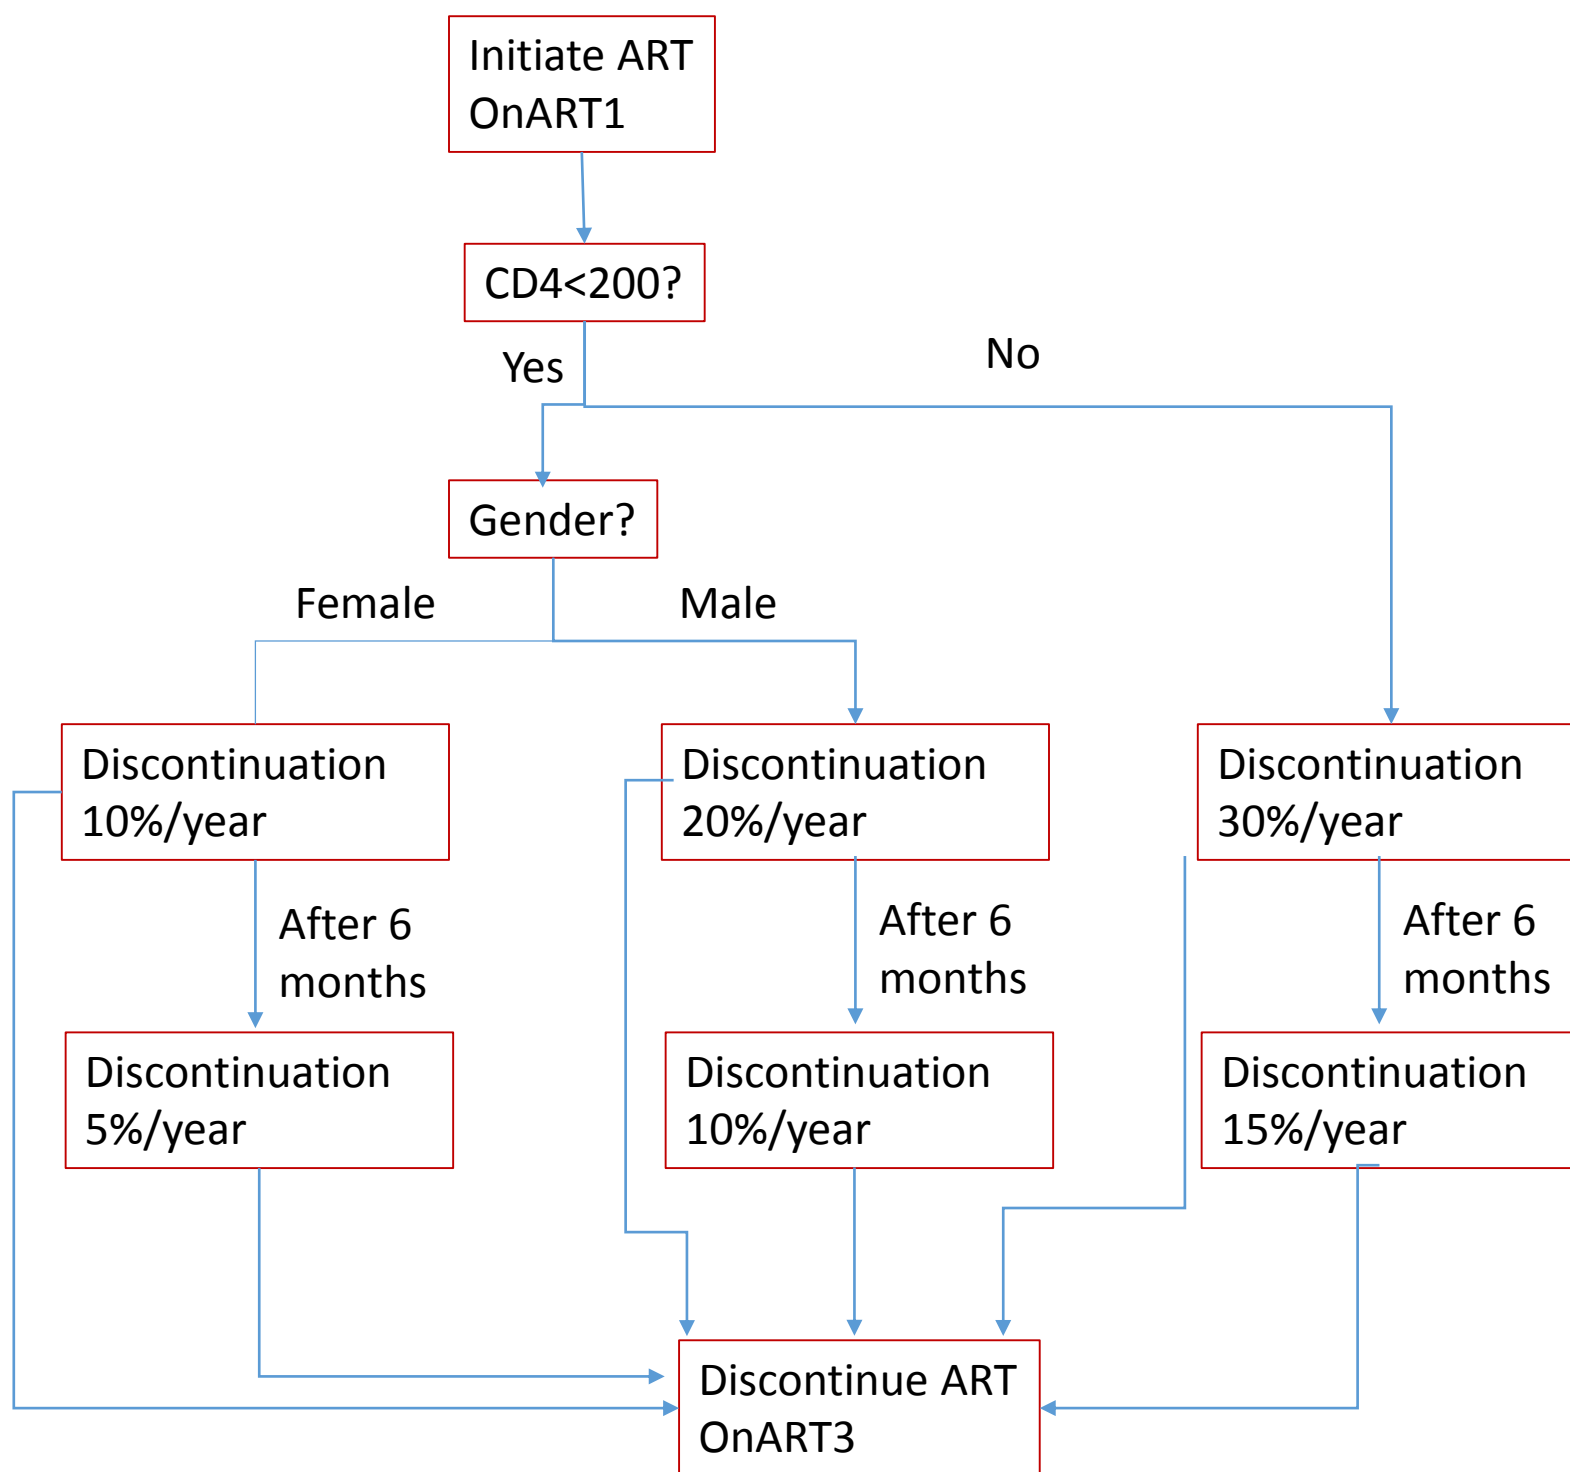 Initiate ART
OnART1
CD4<200?
Yes
No
Gender?
Female
Male
Discontinuation
10%/year
Discontinuation
20%/year
Discontinuation
30%/year
After 6
months
After 6
months
After 6
months
Discontinuation
5%/year
Discontinuation
10%/year
Discontinuation
15%/year
Discontinue ART
OnART3